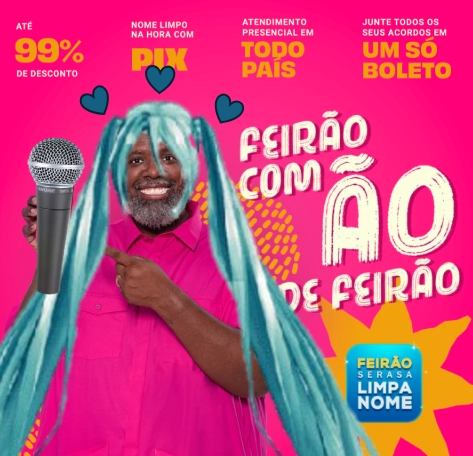 ATÉ
99%
DE DESCONTO
NOME LIMPO
NA HORA COM
PIX
ATENDIMENTO
PRESENCIAL EM
TODO
PAÍS
JUNTE TODOS OS
SEUS ACORDOS EM
UM SÓ
BOLETO
FEIRÃO
COM
ÃO
DE FEIRÃO
FEIRÃO
SERASA
LIMPA
NOME